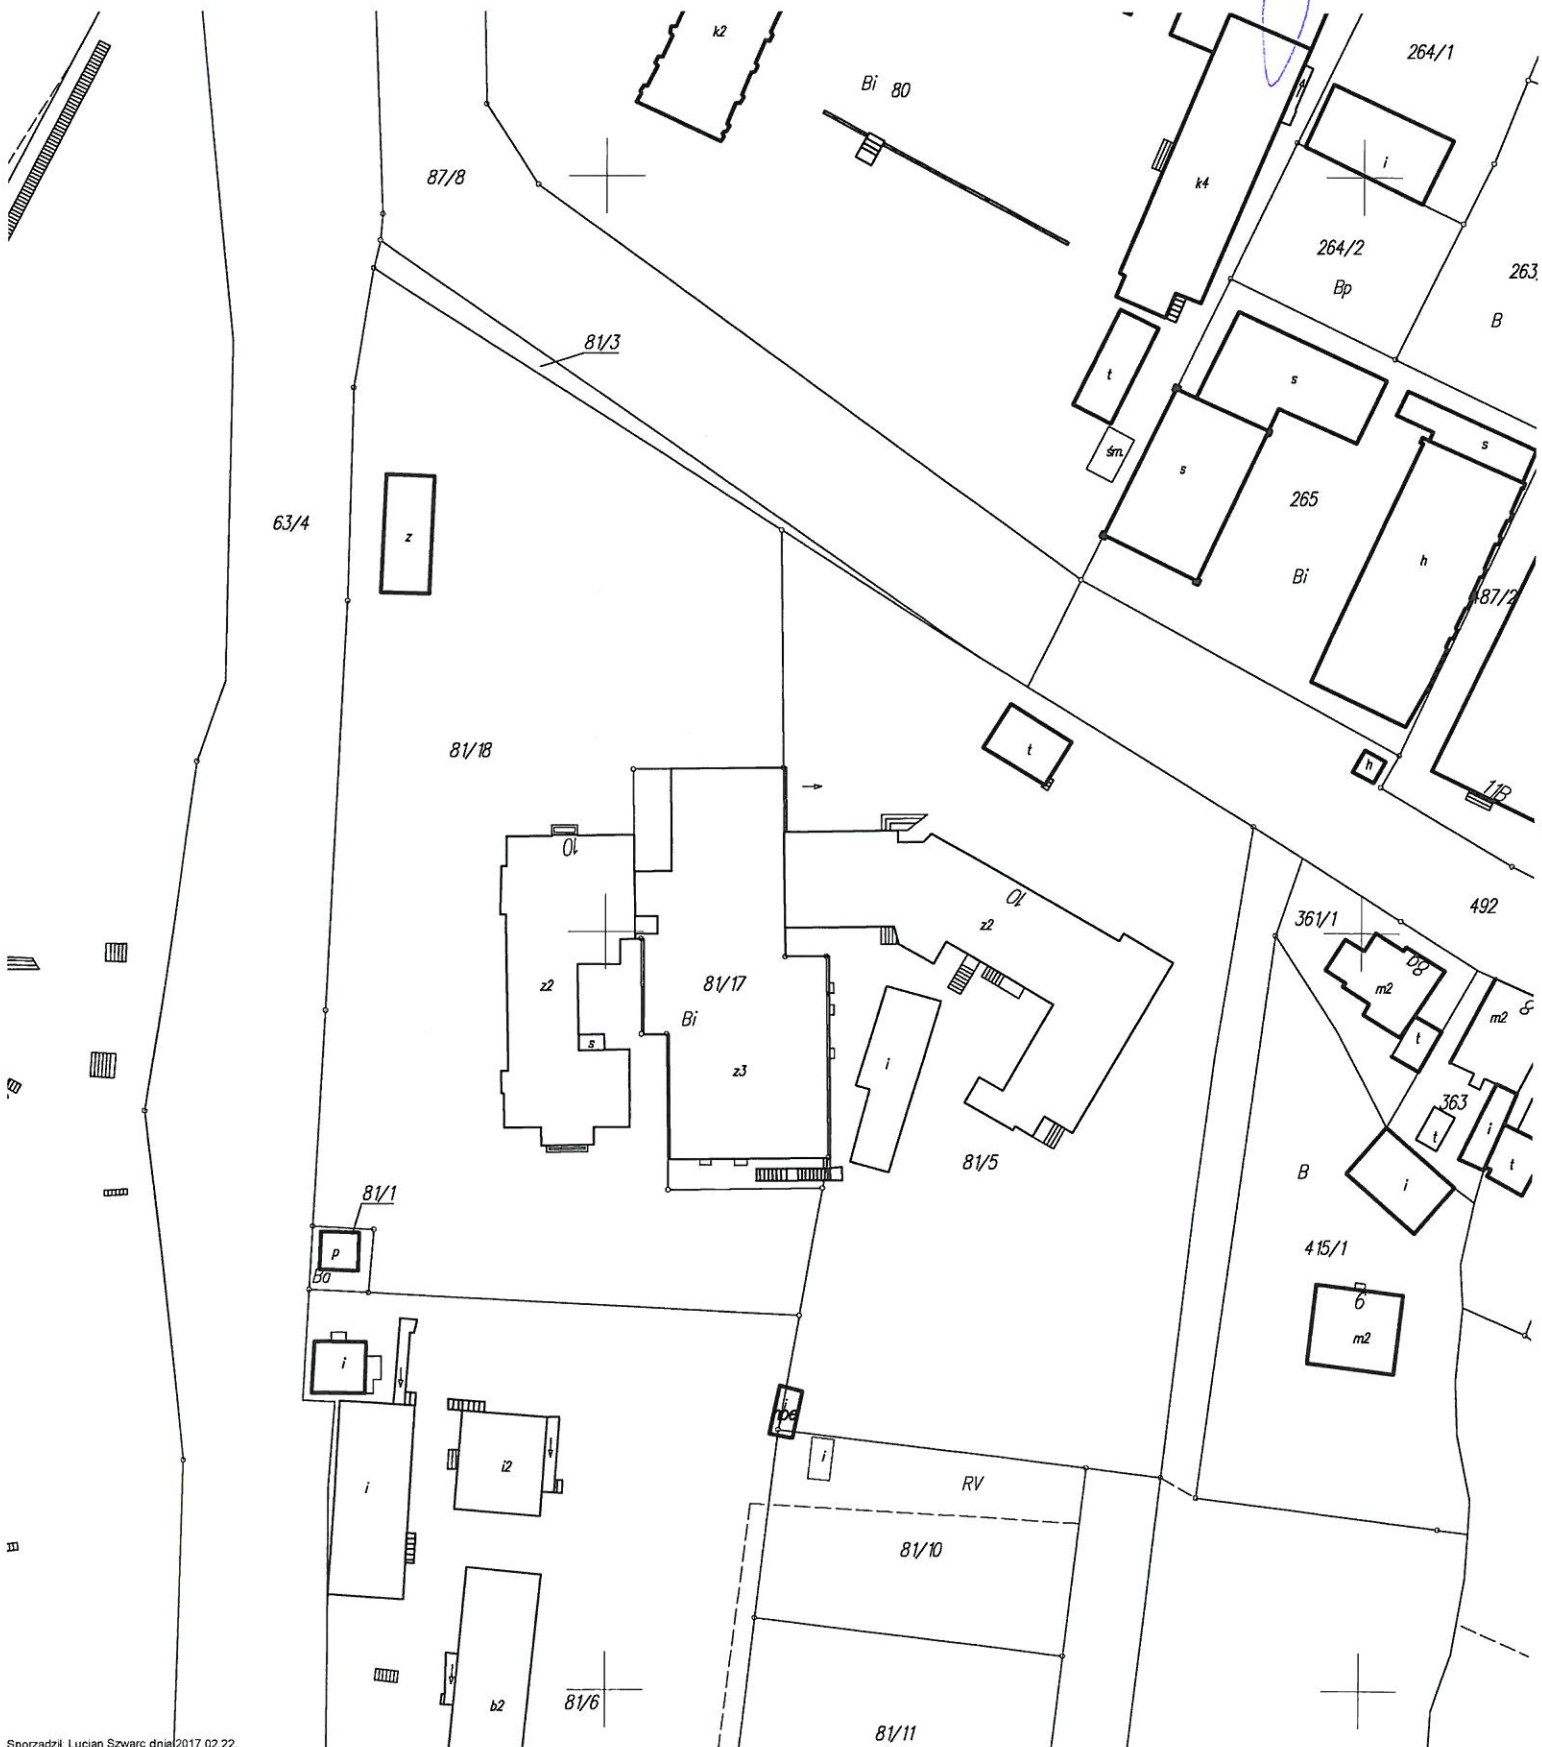 k2
264/1
Bi 80
i
87/8
k4
264/2
263
Bp
B
81/3
t
s
s
śm.
s
265
63/4
z
h
Bi
487/2
81/18
t
h
11B
10
10
z2
361/1
492
81/17
z2
m2
m2
8
Bi
t
s
i
z3
363
i
t
t
81/5
B
i
81/1
p
Ba
415/1
6
m2
i
i
RV
i2
i
81/10
81/6
b2
81/11
Sporządził: Lucjan Szwarc dnia 2017.02.22